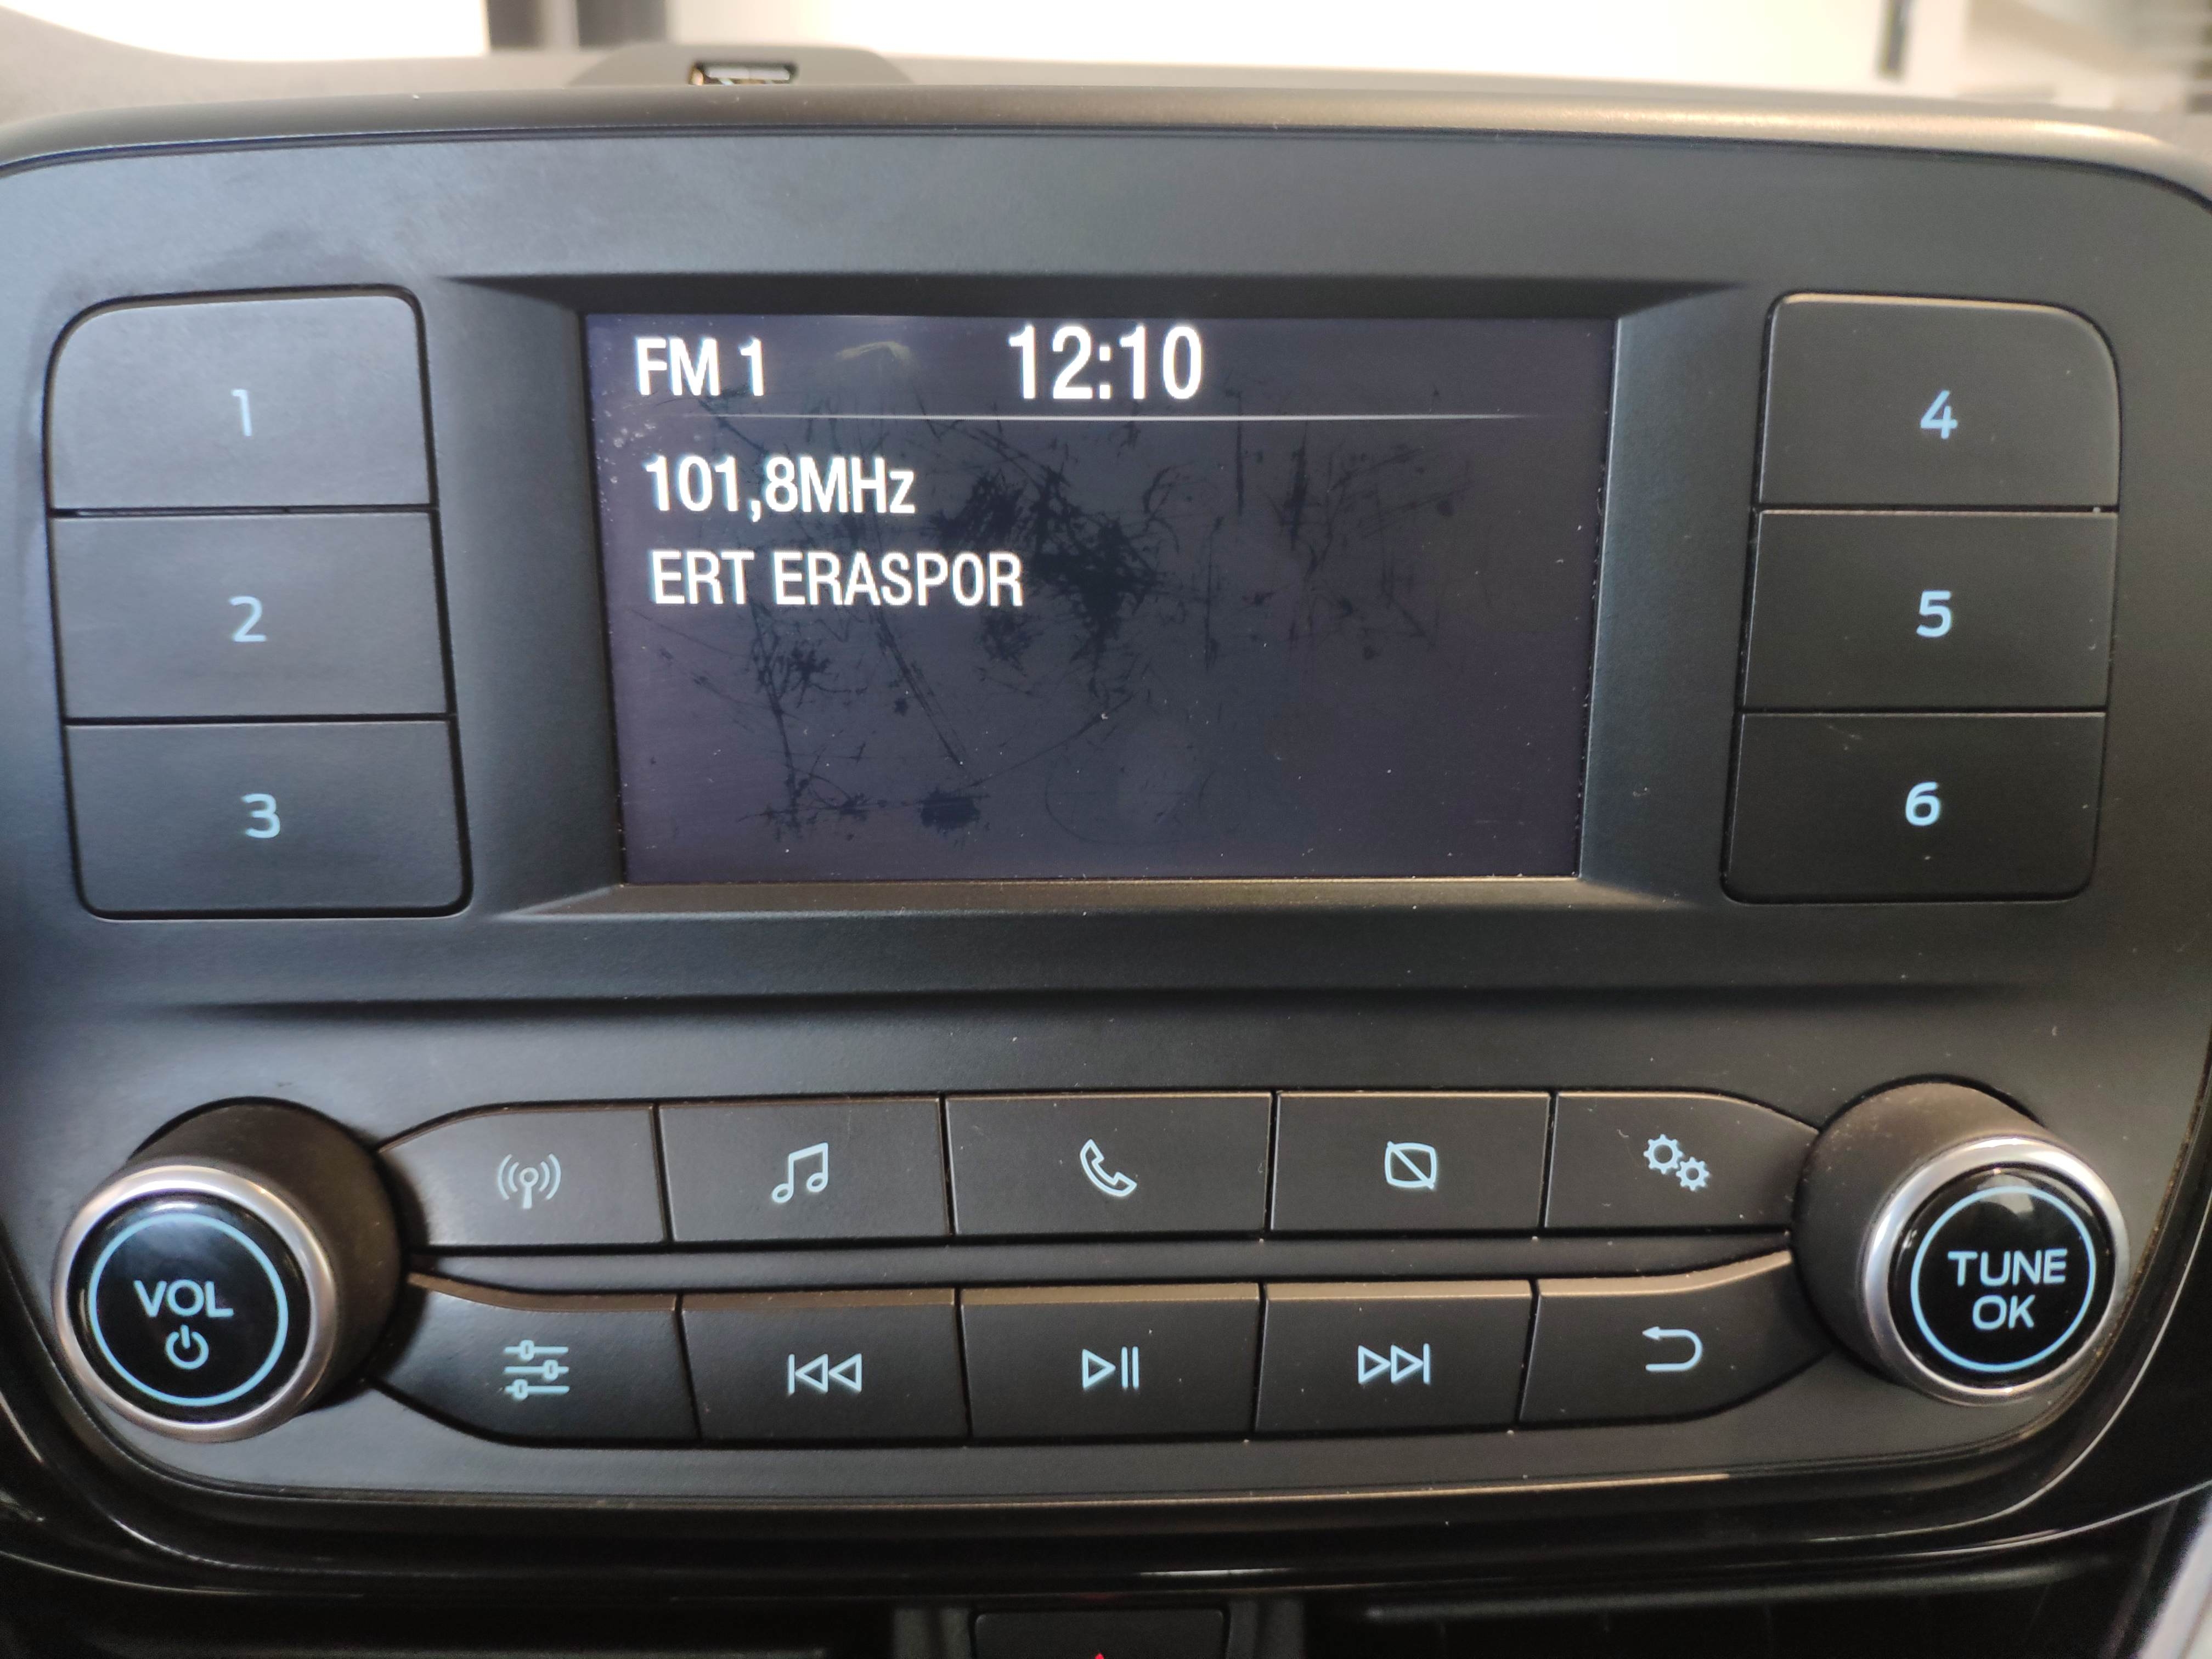 FM 1 12:10
101,8MHz
ERT ERASPOR
1
2
3
4
5
6
VOL
TUNE
OK